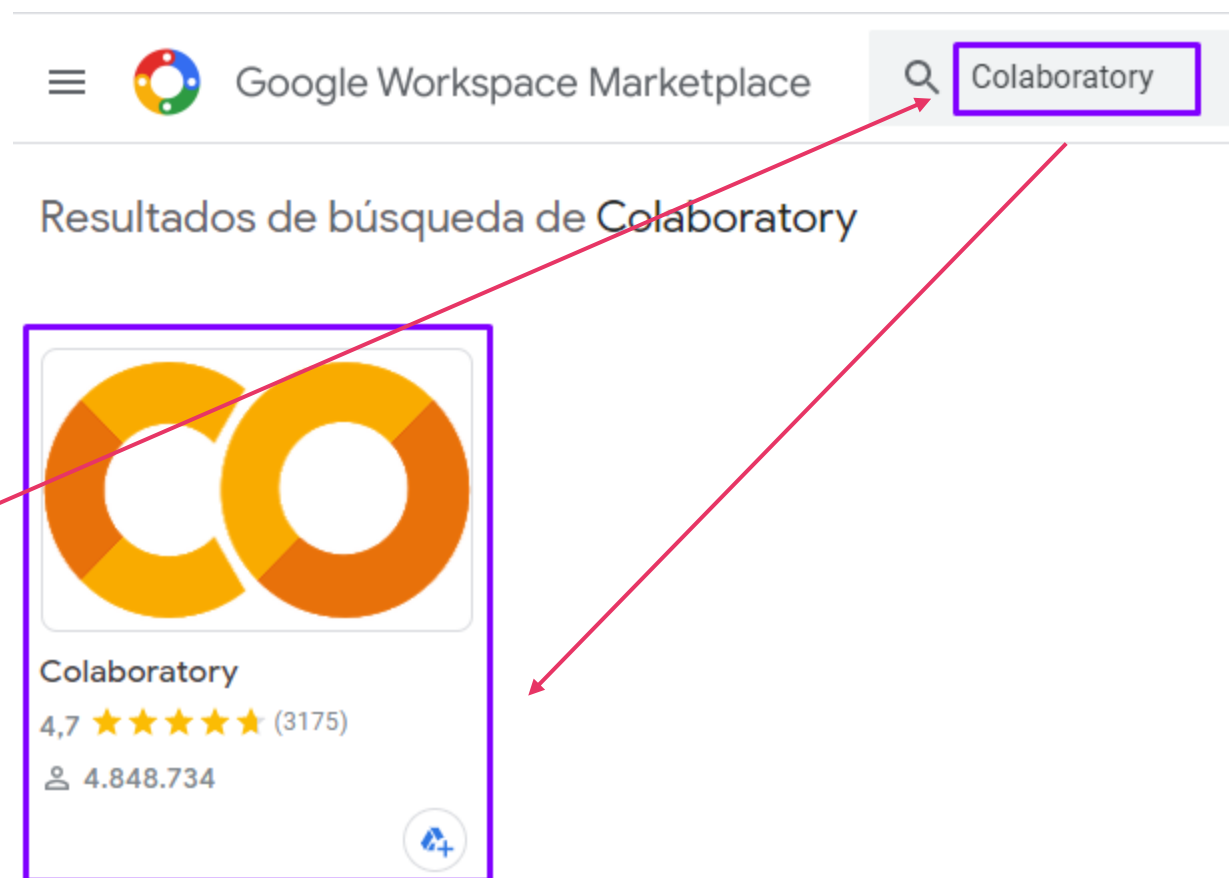 Google Workspace Marketplace
Colaboratory
Resultados de búsqueda de Colaboratory
Colaboratory
4,7 (3175)
4.848.734